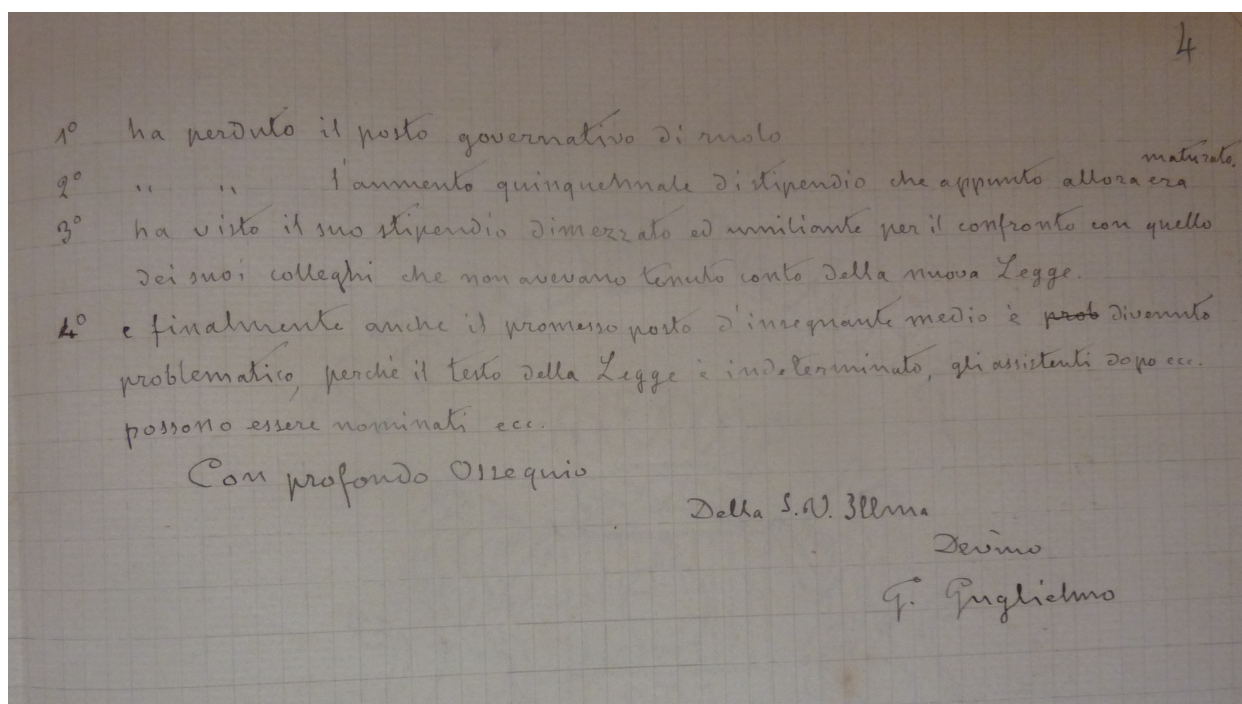 4
1° ha perduto il posto governativo di ruolo
maturato.
2° " " l'aumento quinquennale di stipendio che appunto allora era
3° ha visto il suo stipendio dimezzato ed umiliante per il confronto con quello
dei suoi colleghi che non avevano tenuto conto della nuova Legge.
4° e finalmente anche il promesso posto d'insegnante medio è prob divenuto
problematico, perché il testo della Legge è indeterminato, gli assistenti dopo ecc.
possono essere nominati ecc.
Con profondo Ossequio
Della S.V. Illma
Devmo
G. Guglielmo